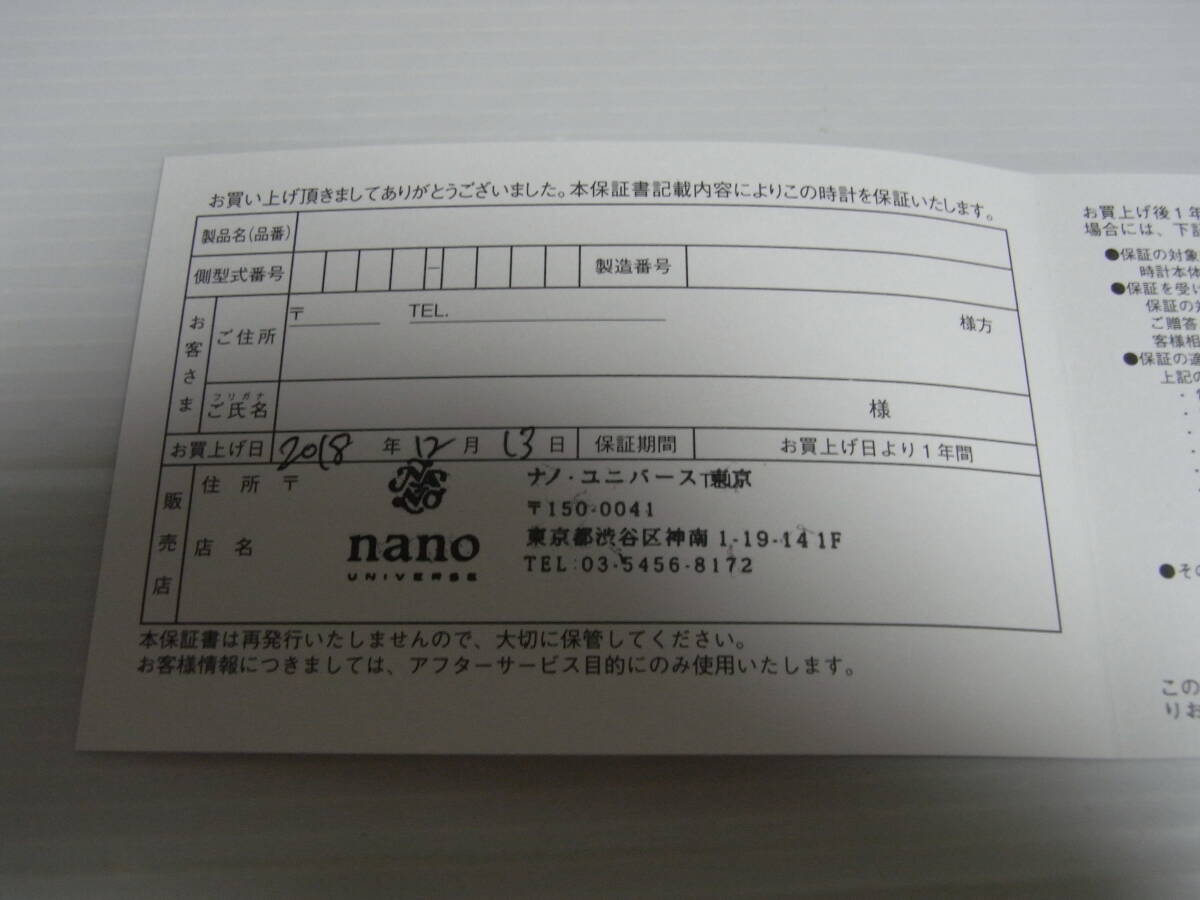 お買い上げ頂きましてありがとうございました。本保証書記載内容によりこの時計を保証いたします。
製品名(品番)
側型式番号 － 製造番号
お客さま
ご住所 〒 TEL. 様方
フリガナ
ご氏名 様
お買上げ日 2018 年 12 月 13 日 保証期間 お買上げ日より1年間
販売店
住所 〒
店名
nano
UNIVERSE
ナノ・ユニバース 東京
〒150-0041
東京都渋谷区神南 1-19-14 1F
TEL:03-5456-8172
本保証書は再発行いたしませんので、大切に保管してください。
お客様情報につきましては、アフターサービス目的にのみ使用いたします。
お買上げ後1年
場合には、下記
●保証の対象
時計本体
●保証を受け
保証の対
ご贈答
客様相
●保証の適
上記の
●その
この
りお